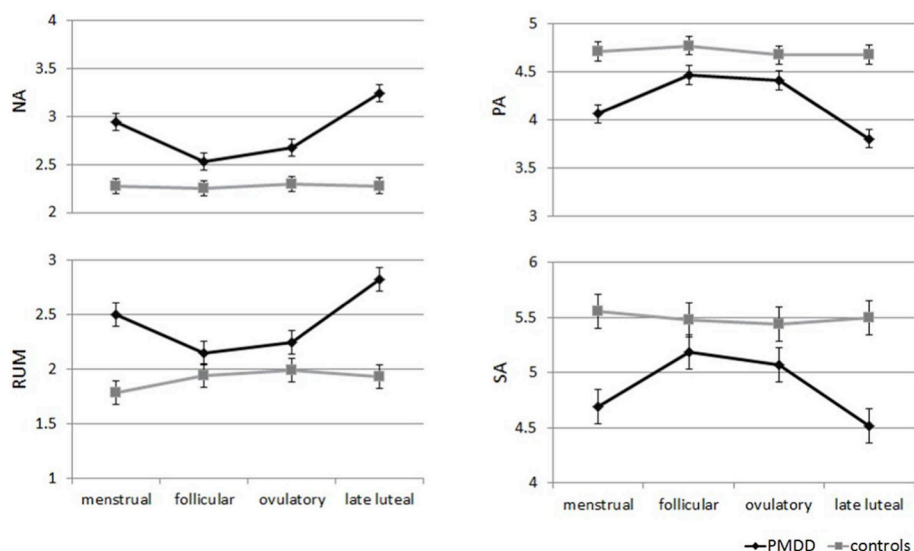 4
3.5
3
2.5
2
NA
5
4.5
4
3.5
3
PA
3
2.5
2
1.5
1
RUM
menstrual follicular ovulatory late luteal
6
5.5
5
4.5
4
SA
menstrual follicular ovulatory late luteal
PMDD controls